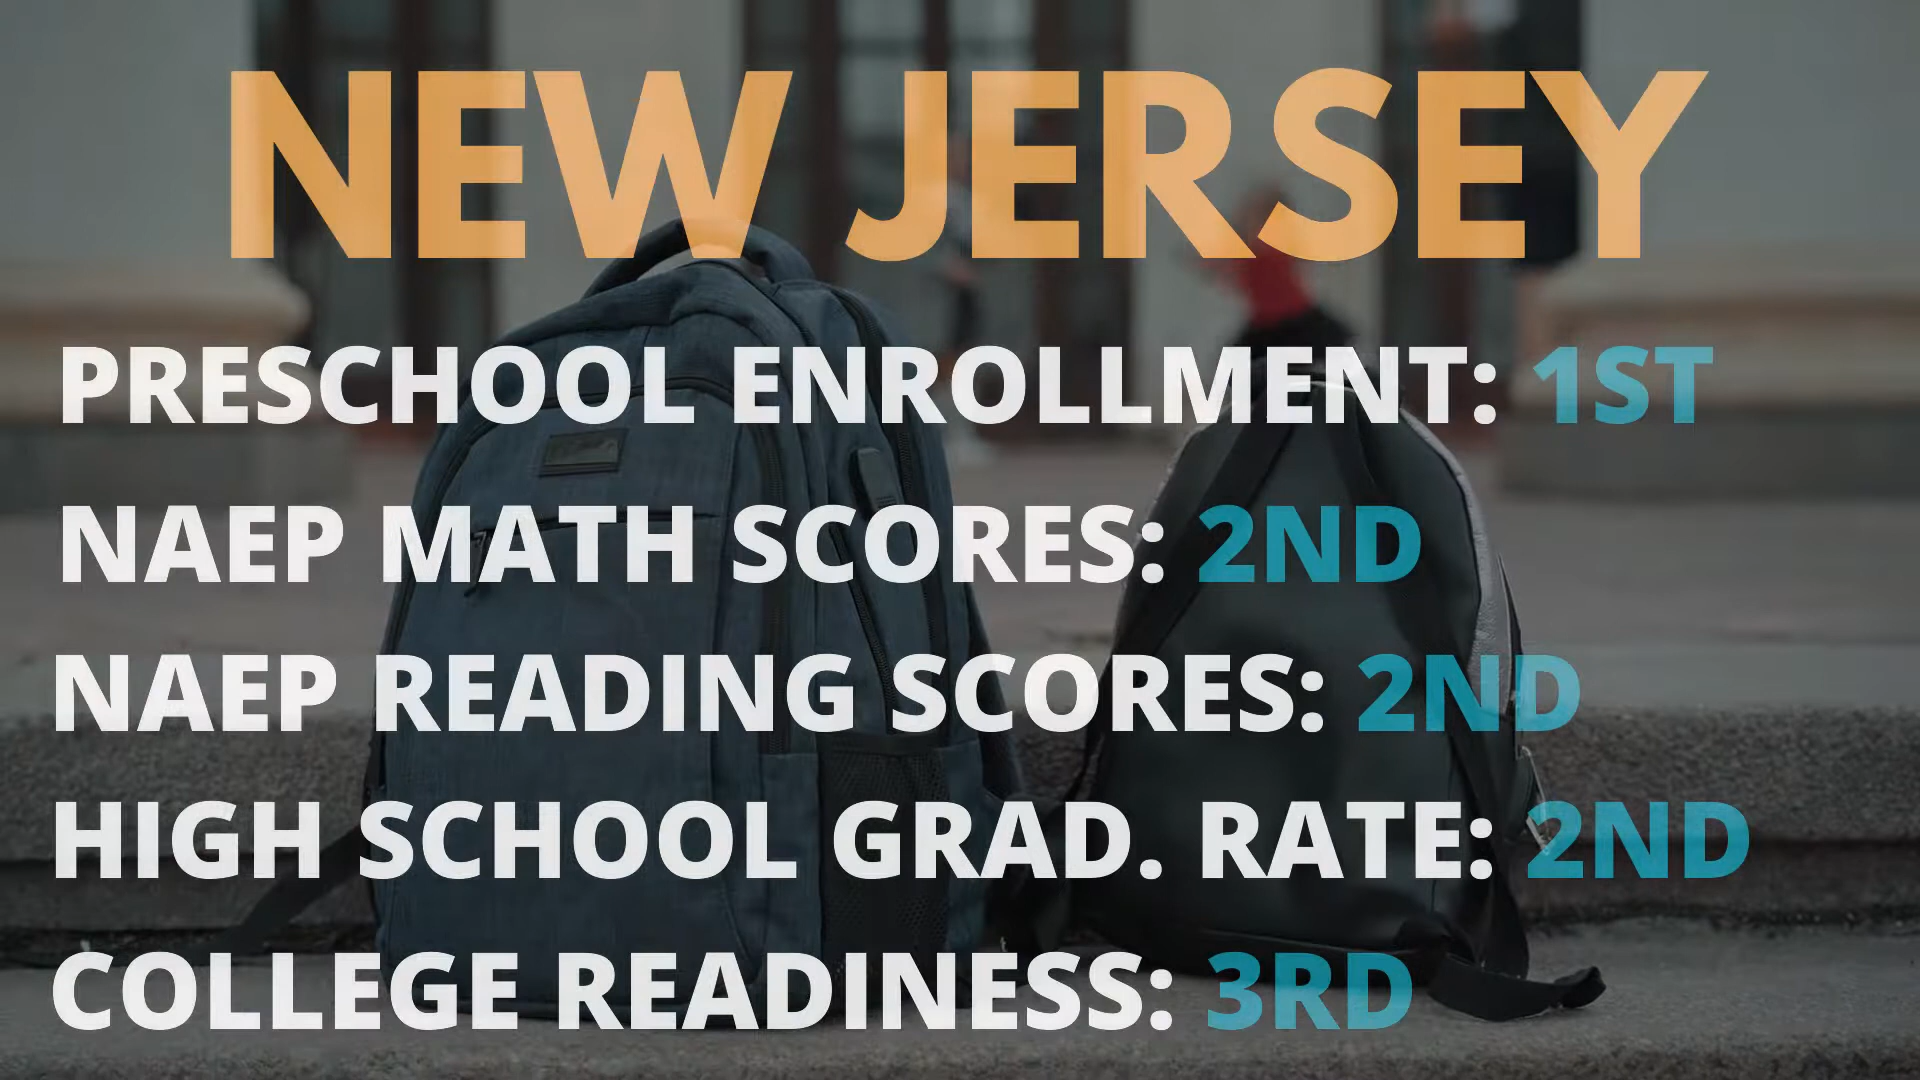 NEW JERSEY
PRESCHOOL ENROLLMENT: 1ST
NAEP MATH SCORES: 2ND
NAEP READING SCORES: 2ND
HIGH SCHOOL GRAD. RATE: 2ND
COLLEGE READINESS: 3RD